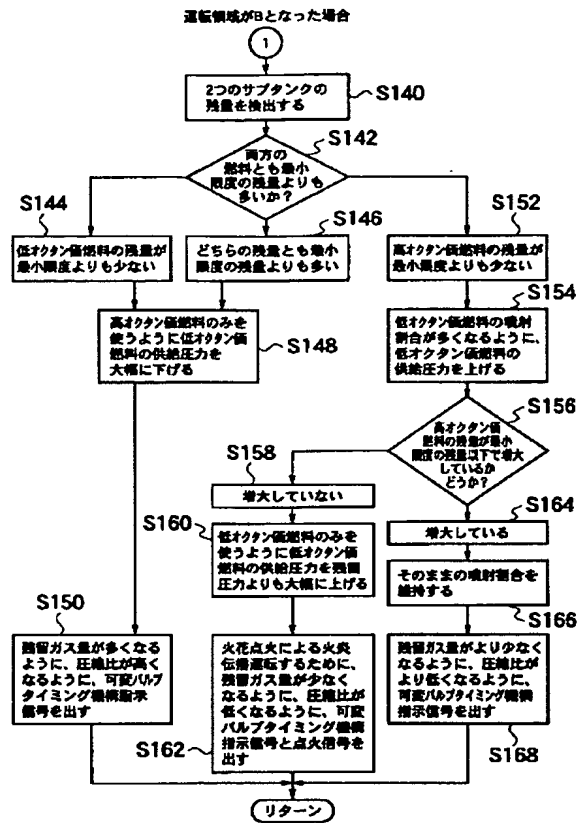 運転領域がBとなった場合
1
2つのサブタンクの
残量を検出する
S140
S142
両方の
燃料とも最小
限度の残量よりも
多いか?
S144
低オクタン価燃料の残量が
最小限度よりも少ない
S146
どちらの残量とも最小
限度の残量よりも多い
S152
高オクタン価燃料の残量が
最小限度よりも少ない
S148
高オクタン価燃料のみを
使うように低オクタン価
燃料の供給圧力を
大幅に下げる
S154
低オクタン価燃料の噴射
割合が多くなるように、
低オクタン価燃料の
供給圧力を上げる
S156
高オクタン価
燃料の残量が最小
限度の残量以下で増大
しているか
どうか?
S158
増大していない
S164
増大している
S160
低オクタン価燃料のみを
使うように低オクタン価
燃料の供給圧力を残留
圧力よりも大幅に上げる
そのままの噴射割合を
維持する
S166
S150
残留ガス量が多くなる
ように、圧縮比が高く
なるように、可変バルブ
タイミング機構指示
信号を出す
火花点火による火炎
伝播運転するために、
残留ガス量が少なく
なるように、圧縮比が
低くなるように、可変
バルブタイミング機構
指示信号と点火信号を
出す
S162
残留ガス量がより少なく
なるように、圧縮比が
より低くなるように、
可変バルブタイミング機構
指示信号を出す
S168
リターン